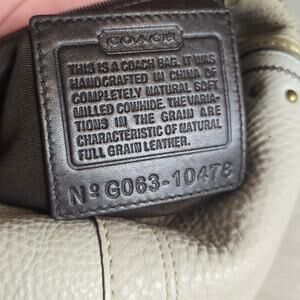 COACH
THIS IS A COACH BAG. IT WAS
HANDCRAFTED IN CHINA OF
COMPLETELY NATURAL SOFT
MILLED COWHIDE. THE VARIA-
TIONS IN THE GRAIN ARE
CHARACTERISTIC OF NATURAL
FULL GRAIN LEATHER.
Nº G063-10478